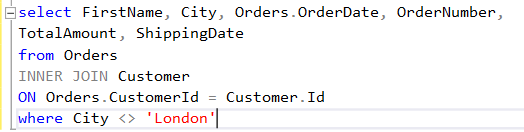 select FirstName, City, Orders.OrderDate, OrderNumber,
TotalAmount, ShippingDate
from Orders
INNER JOIN Customer
ON Orders.CustomerId = Customer.Id
where City <> 'London'